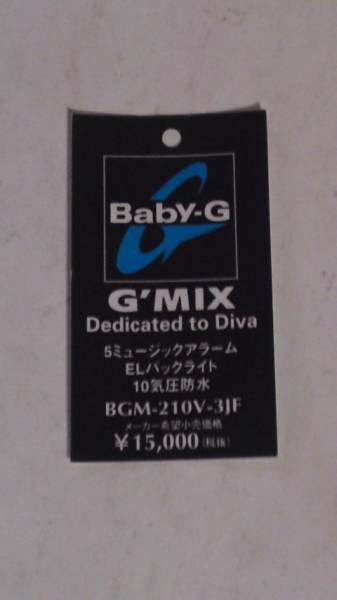 Baby-G
G'MIX
Dedicated to Diva
5ミュージックアラーム
ELバックライト
10気圧防水
BGM-210V-3JF
メーカー希望小売価格
¥15,000(税抜)